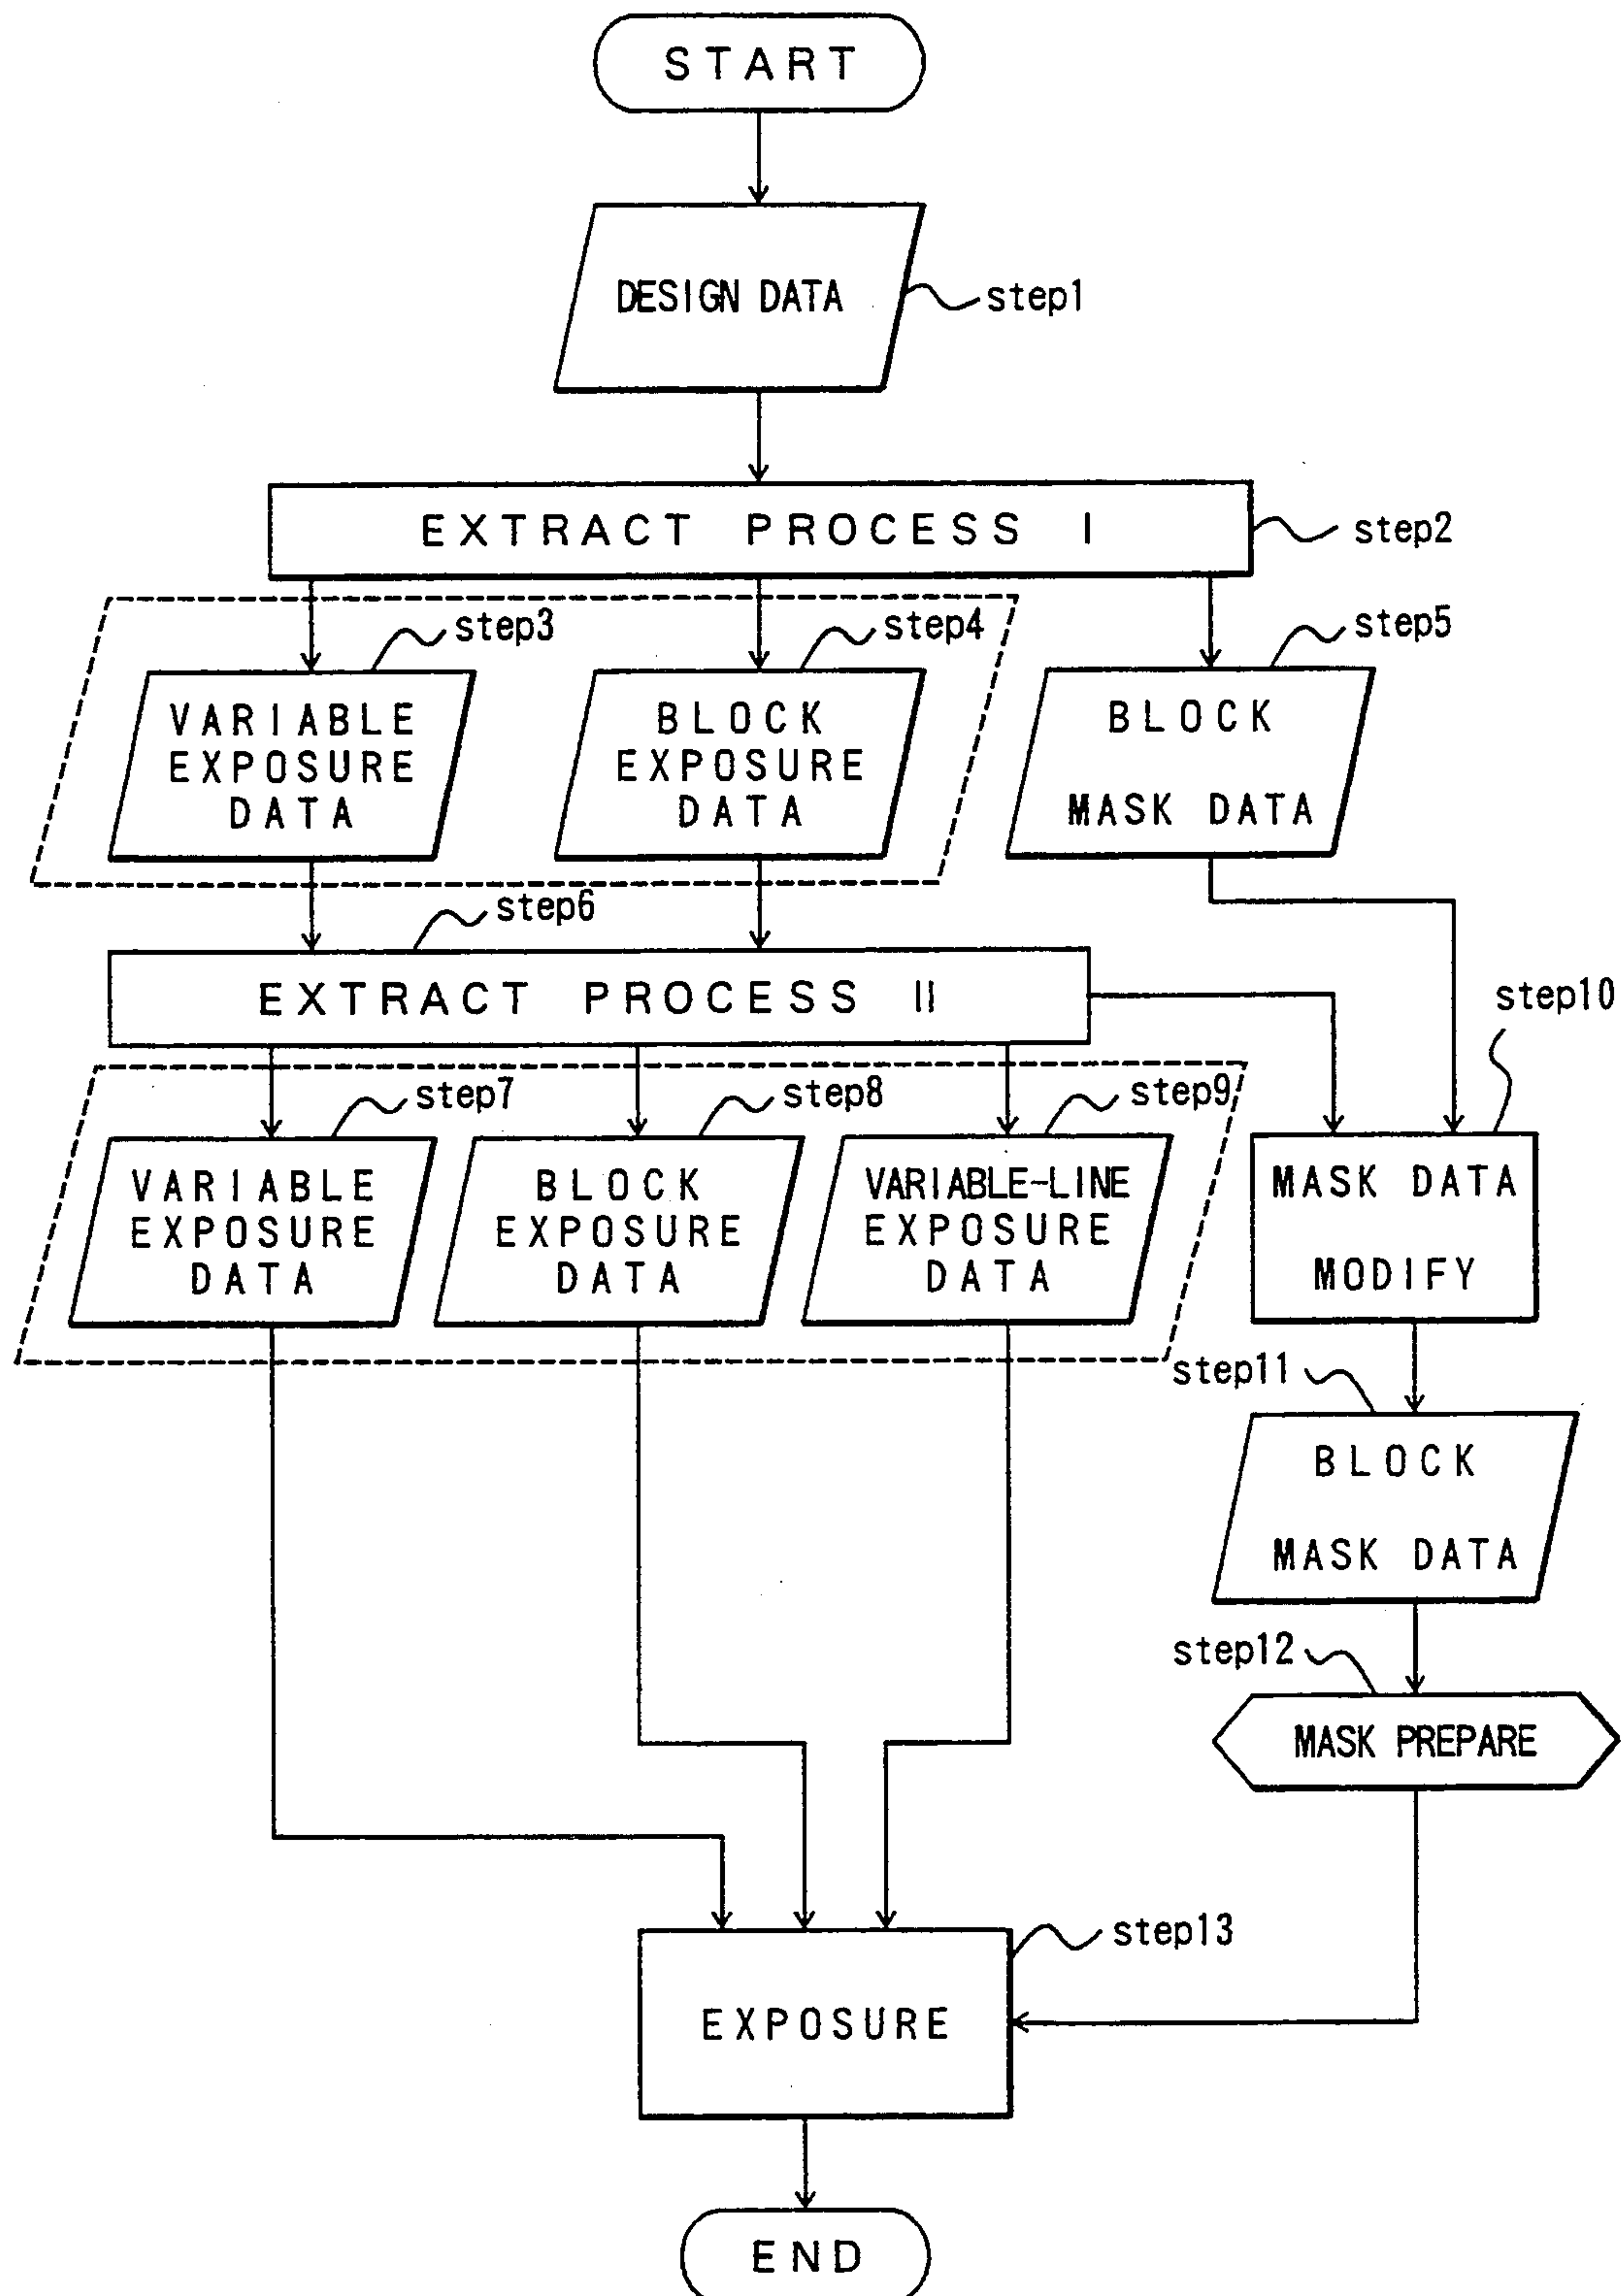 START
DESIGN DATA
step1
EXTRACT PROCESS I
step2
step3
step4
step5
VARIABLE
EXPOSURE
DATA
BLOCK
EXPOSURE
DATA
BLOCK
MASK DATA
step6
EXTRACT PROCESS II
step10
step7
step8
step9
VARIABLE
EXPOSURE
DATA
BLOCK
EXPOSURE
DATA
VARIABLE-LINE
EXPOSURE
DATA
MASK DATA
MODIFY
step11
BLOCK
MASK DATA
step12
MASK PREPARE
step13
EXPOSURE
END